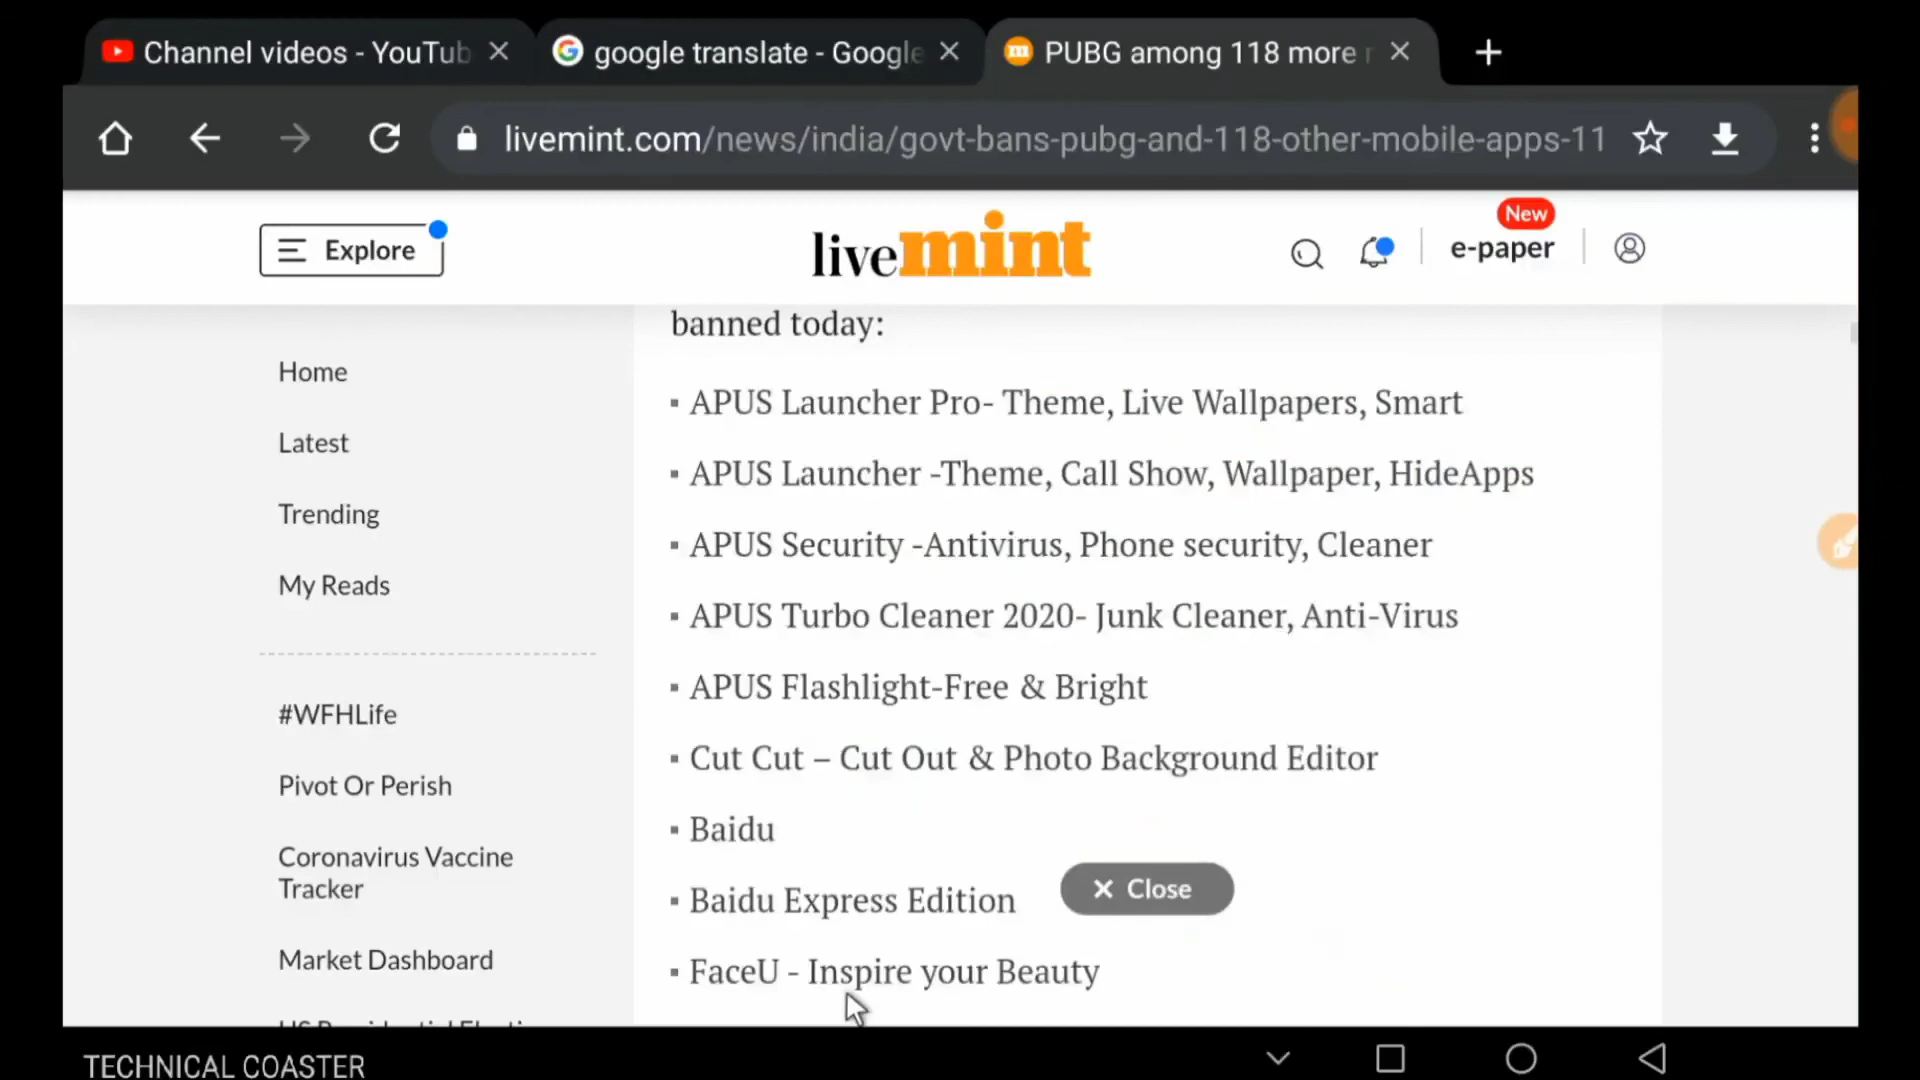 Channel videos - YouTub
google translate - Google
PUBG among 118 more
livemint.com/news/india/govt-bans-pubg-and-118-other-mobile-apps-11
Explore
livemint
New
e-paper
banned today:
Home
Latest
Trending
My Reads
#WFHLife
Pivot Or Perish
Coronavirus Vaccine
Tracker
Market Dashboard
▪ APUS Launcher Pro- Theme, Live Wallpapers, Smart
▪ APUS Launcher -Theme, Call Show, Wallpaper, HideApps
▪ APUS Security -Antivirus, Phone security, Cleaner
▪ APUS Turbo Cleaner 2020- Junk Cleaner, Anti-Virus
▪ APUS Flashlight-Free & Bright
▪ Cut Cut – Cut Out & Photo Background Editor
▪ Baidu
▪ Baidu Express Edition
Close
▪ FaceU - Inspire your Beauty
TECHNICAL COASTER